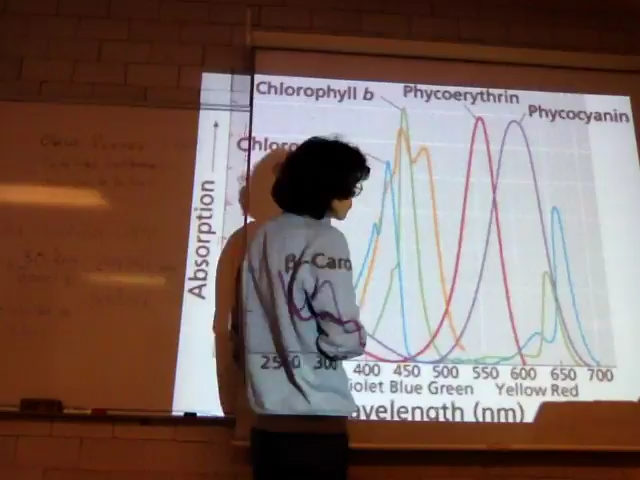 Chlorophyll b
Phycoerythrin
Phycocyanin
Chloro
β-Caro
Absorption
250 300 400 450 500 550 600 650 700
iolet Blue Green Yellow Red
avelength (nm)